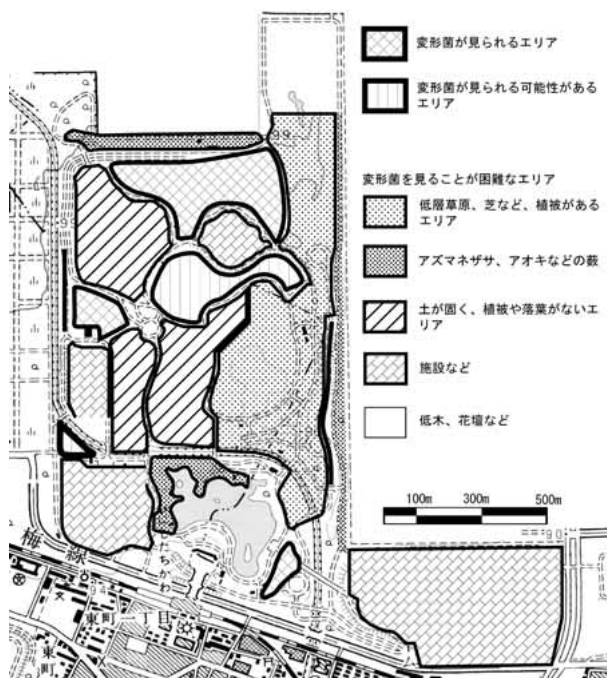 変形菌が見られるエリア
変形菌が見られる可能性がある
エリア
変形菌を見ることが困難なエリア
低層草原、芝など、植被がある
エリア
アズマネザサ、アオキなどの藪
土が固く、植被や落葉がないエ
リア
施設など
低木、花壇など
100m 300m 500m
梅線
たちかわ
東町一丁目
東町